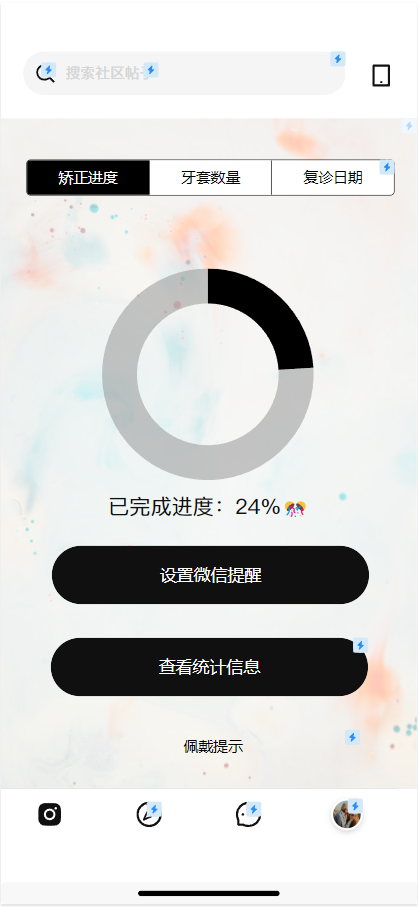 搜索社区帖子
矫正进度 牙套数量 复诊日期
已完成进度：24%
设置微信提醒
查看统计信息
佩戴提示